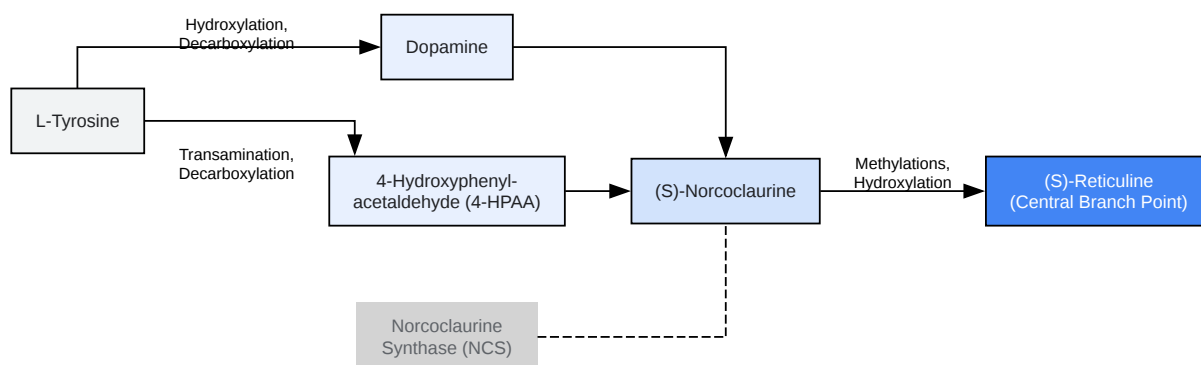 Hydroxylation,
Decarboxylation
Dopamine
L-Tyrosine
Transamination,
Decarboxylation
4-Hydroxyphenyl-
acetaldehyde (4-HPAA)
(S)-Norcoclaurine
Methylations,
Hydroxylation
(S)-Reticuline
(Central Branch Point)
Norcoclaurine
Synthase (NCS)